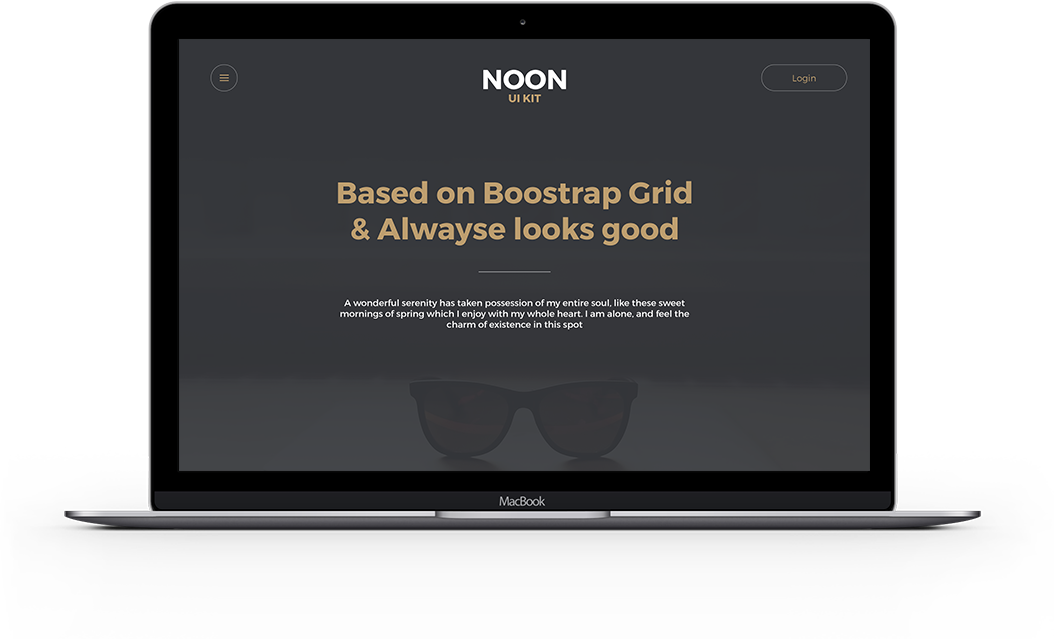 NOON
UI KIT
Login
Based on Boostrap Grid
& Alwayse looks good
A wonderful serenity has taken possession of my entire soul, like these sweet
mornings of spring which I enjoy with my whole heart. I am alone, and feel the
charm of existence in this spot
MacBook